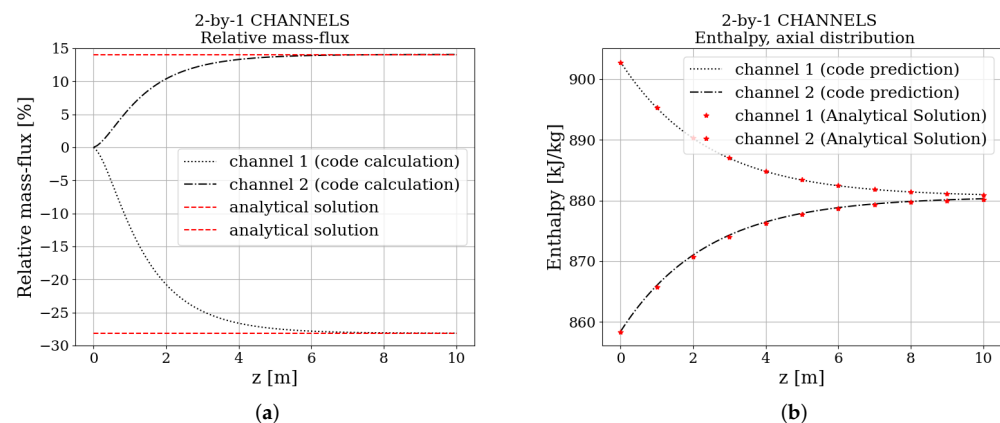 2-by-1 CHANNELS
Relative mass-flux
Relative mass-flux [%]
15
10
5
0
−5
−10
−15
−20
−25
−30
channel 1 (code calculation)
channel 2 (code calculation)
analytical solution
analytical solution
0 2 4 6 8 10
z [m]
(a)
2-by-1 CHANNELS
Enthalpy, axial distribution
Enthalpy [kJ/kg]
900
890
880
870
860
channel 1 (code prediction)
channel 2 (code prediction)
channel 1 (Analytical Solution)
channel 2 (Analytical Solution)
0 2 4 6 8 10
z [m]
(b)